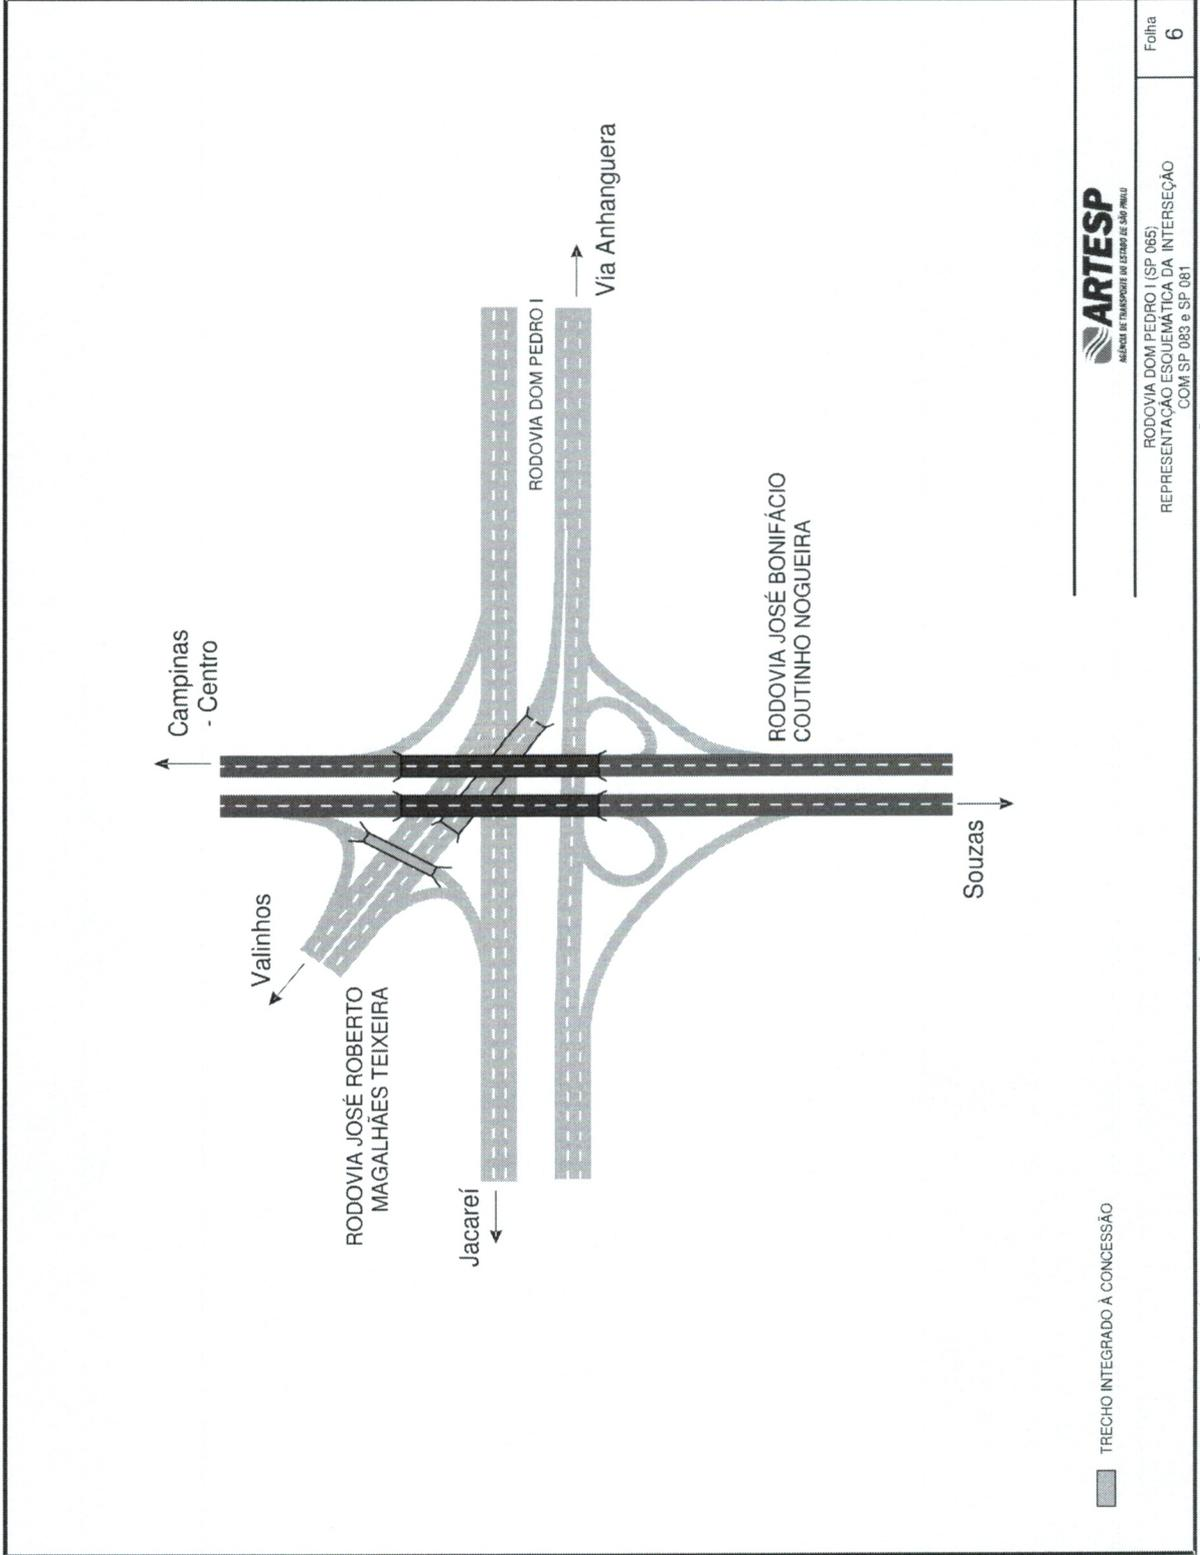 Campinas
- Centro
Valinhos
RODOVIA JOSÉ ROBERTO
MAGALHÃES TEIXEIRA
Jacareí
RODOVIA DOM PEDRO I
Via Anhanguera
RODOVIA JOSÉ BONIFÁCIO
COUTINHO NOGUEIRA
Souzas
TRECHO INTEGRADO À CONCESSÃO
ARTESP
AGÊNCIA DE TRANSPORTE DO ESTADO DE SÃO PAULO
RODOVIA DOM PEDRO I (SP 065)
REPRESENTAÇÃO ESQUEMÁTICA DA INTERSEÇÃO
COM SP 083 e SP 081
Folha
6